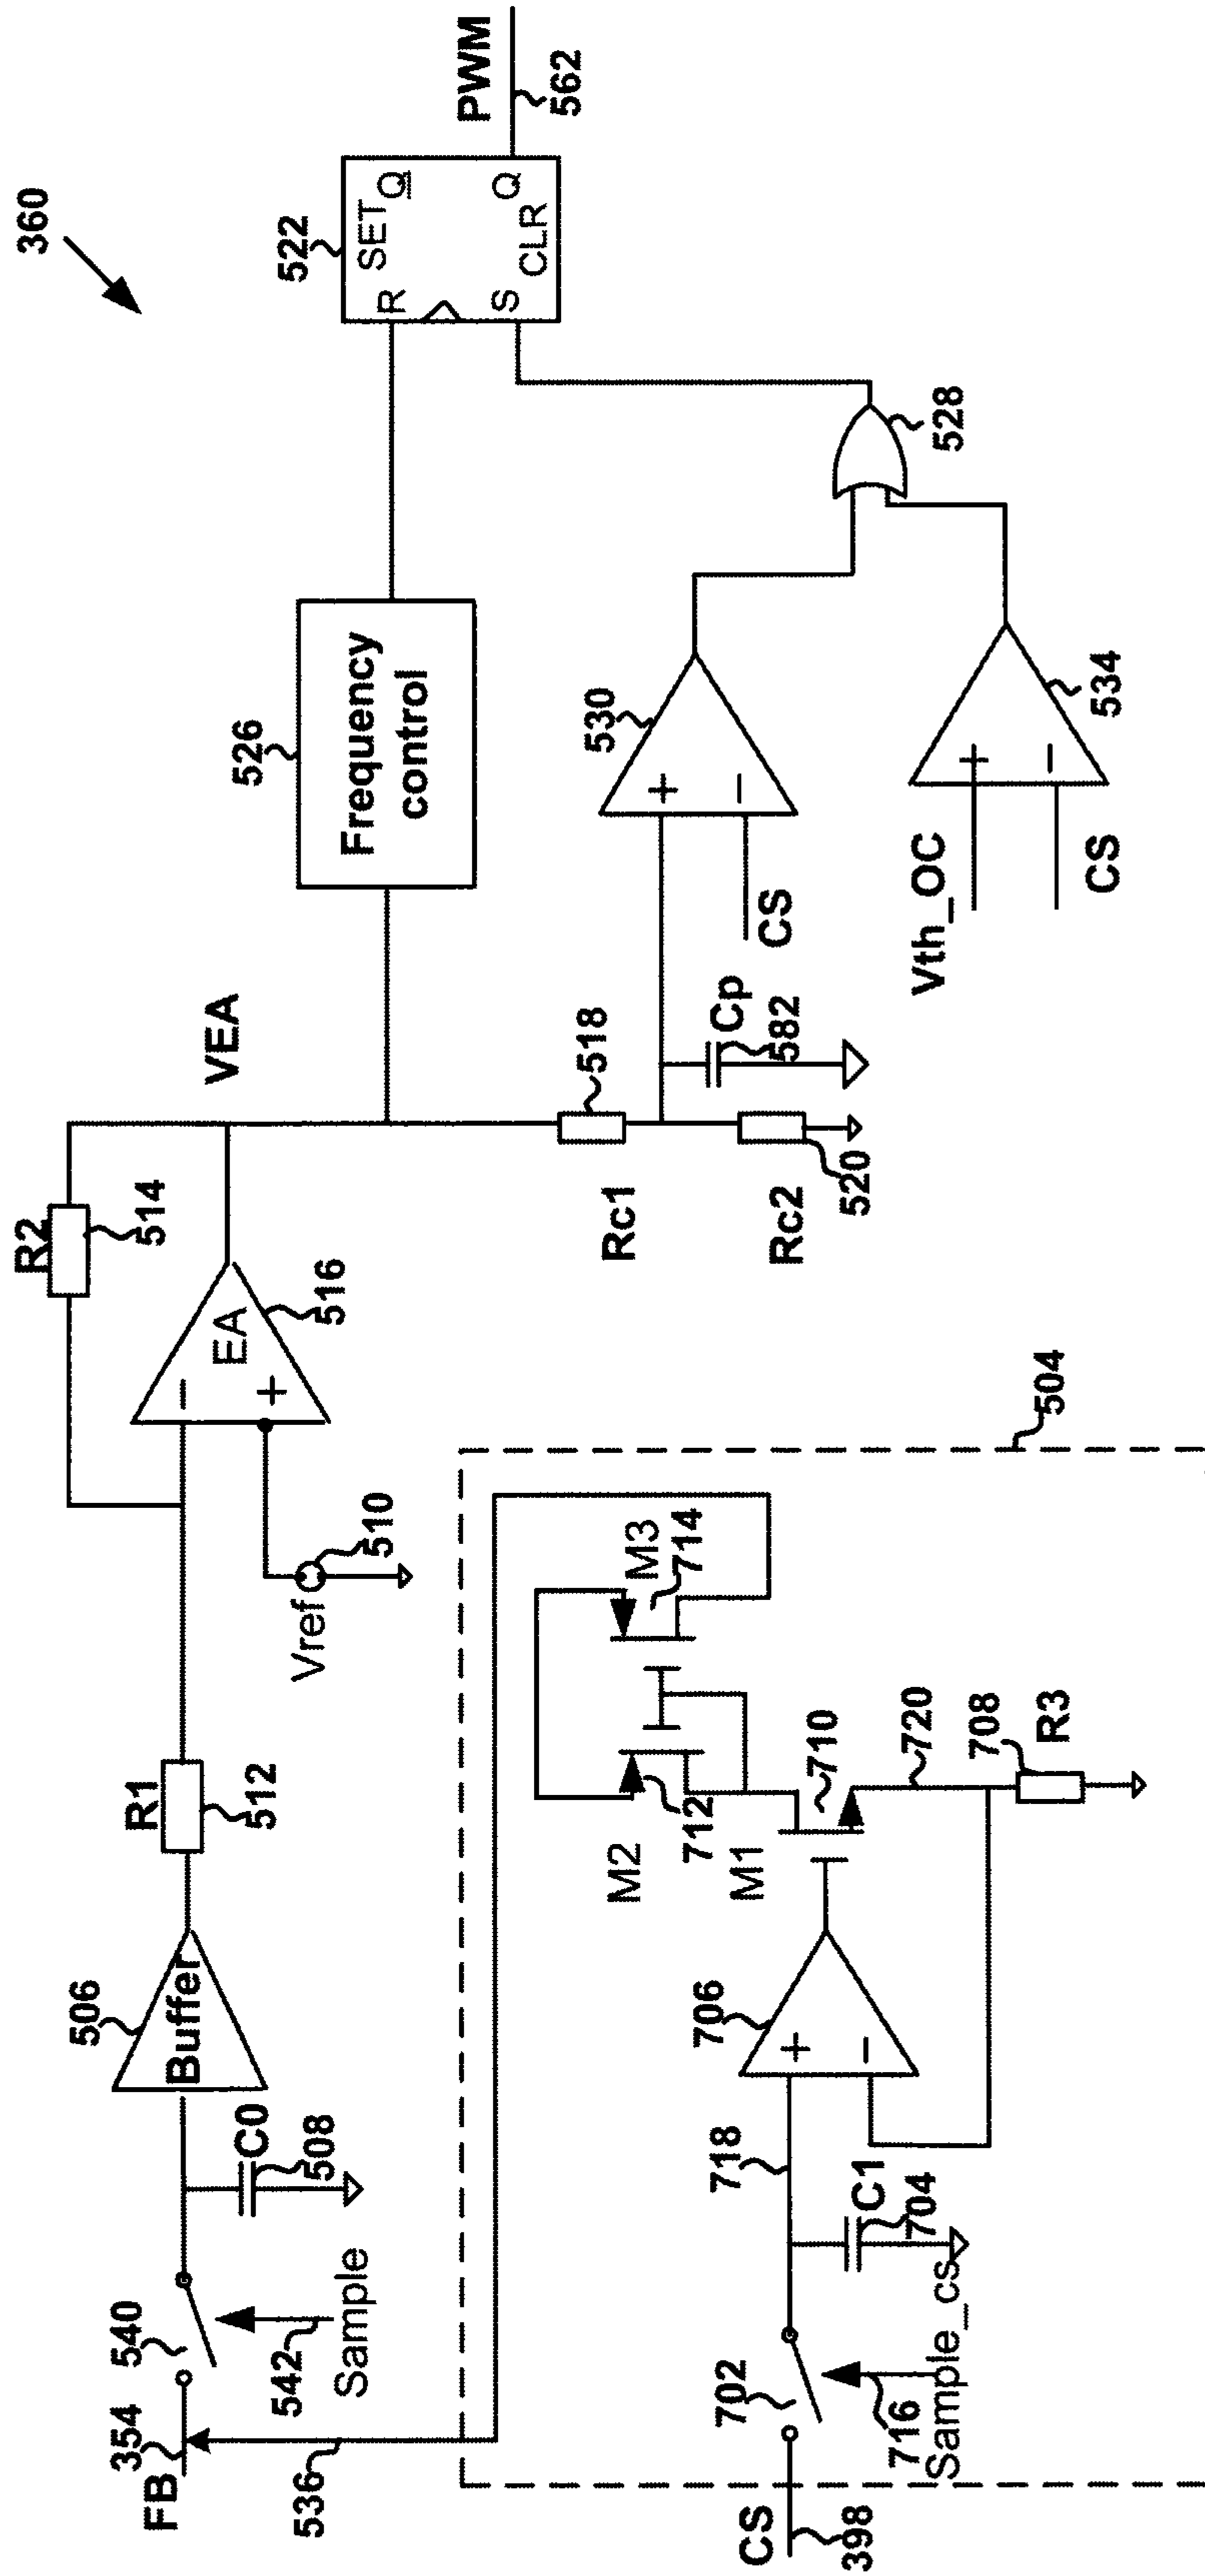 360
FB
354
540
542
Sample
C0
508
506
Buffer
R1
512
Vref
510
R2
514
EA
−
+
516
VEA
526
Frequency
control
522
R
SET
Q
S
CLR
Q
PWM
562
536
518
Rc1
Rc2
520
Cp
582
530
+
−
CS
528
Vth_OC
CS
+
−
534
504
CS
398
702
716
Sample_cs
C1
704
718
706
+
−
M2
712
M1
710
M3
714
720
708
R3